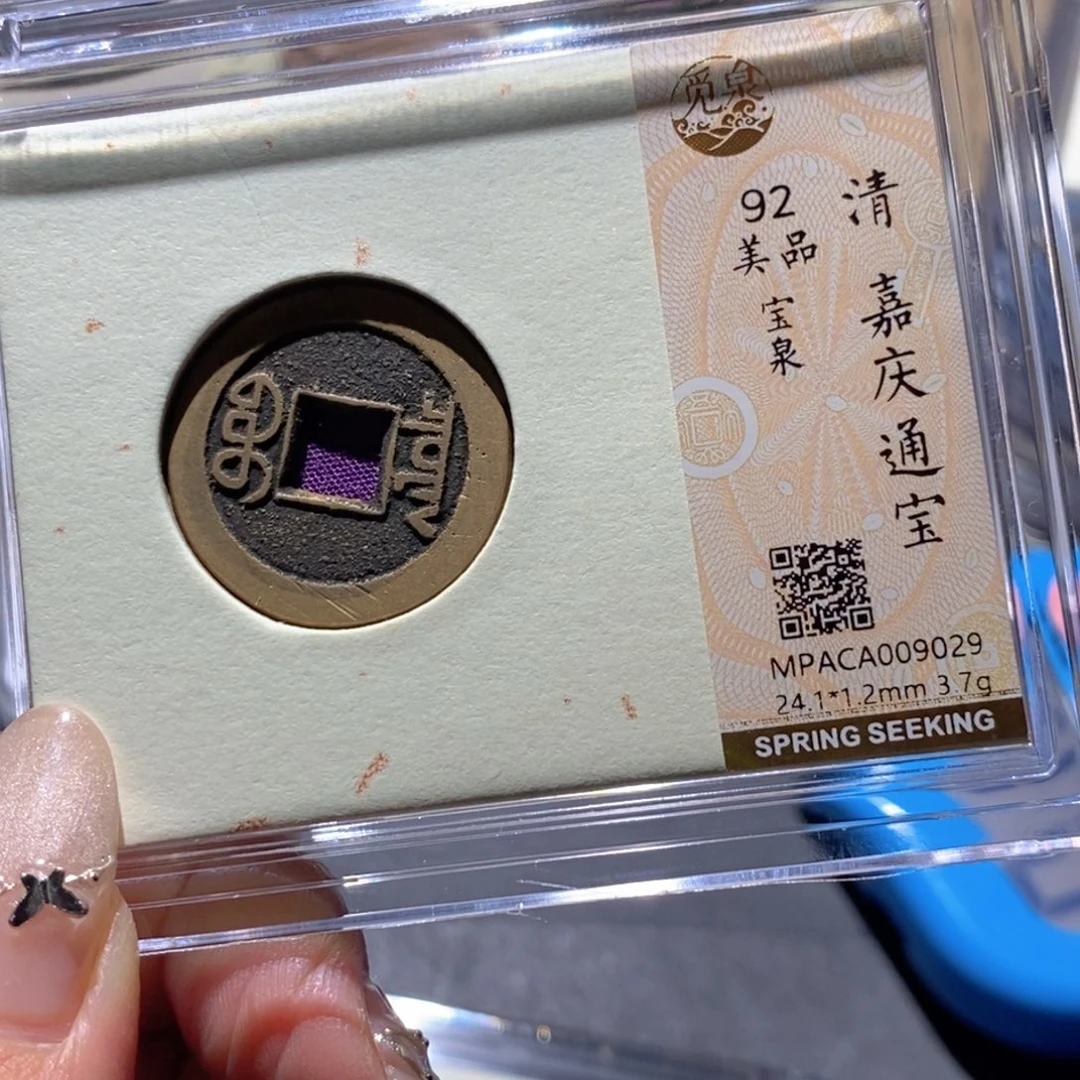 觅泉
92
美品
宝泉
清 嘉庆通宝
MPACA009029
24.1*1.2mm 3.7g
SPRING SEEKING